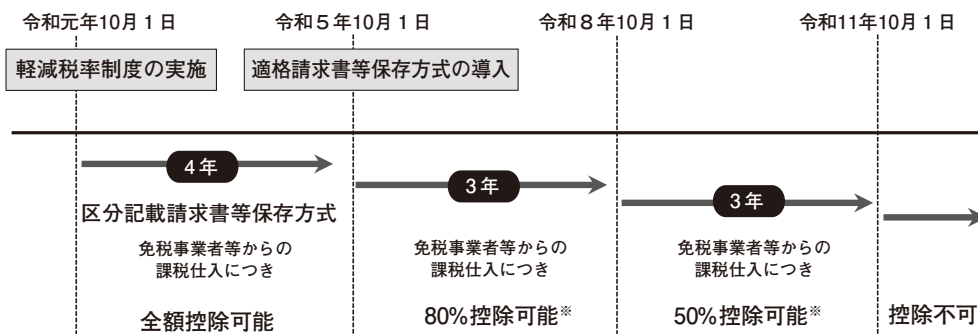 令和元年10月１日
令和５年10月１日
令和８年10月１日
令和11年10月１日
軽減税率制度の実施
適格請求書等保存方式の導入
４年
３年
３年
区分記載請求書等保存方式
免税事業者等からの
課税仕入につき
全額控除可能
免税事業者等からの
課税仕入につき
80%控除可能※
免税事業者等からの
課税仕入につき
50%控除可能※
控除不可